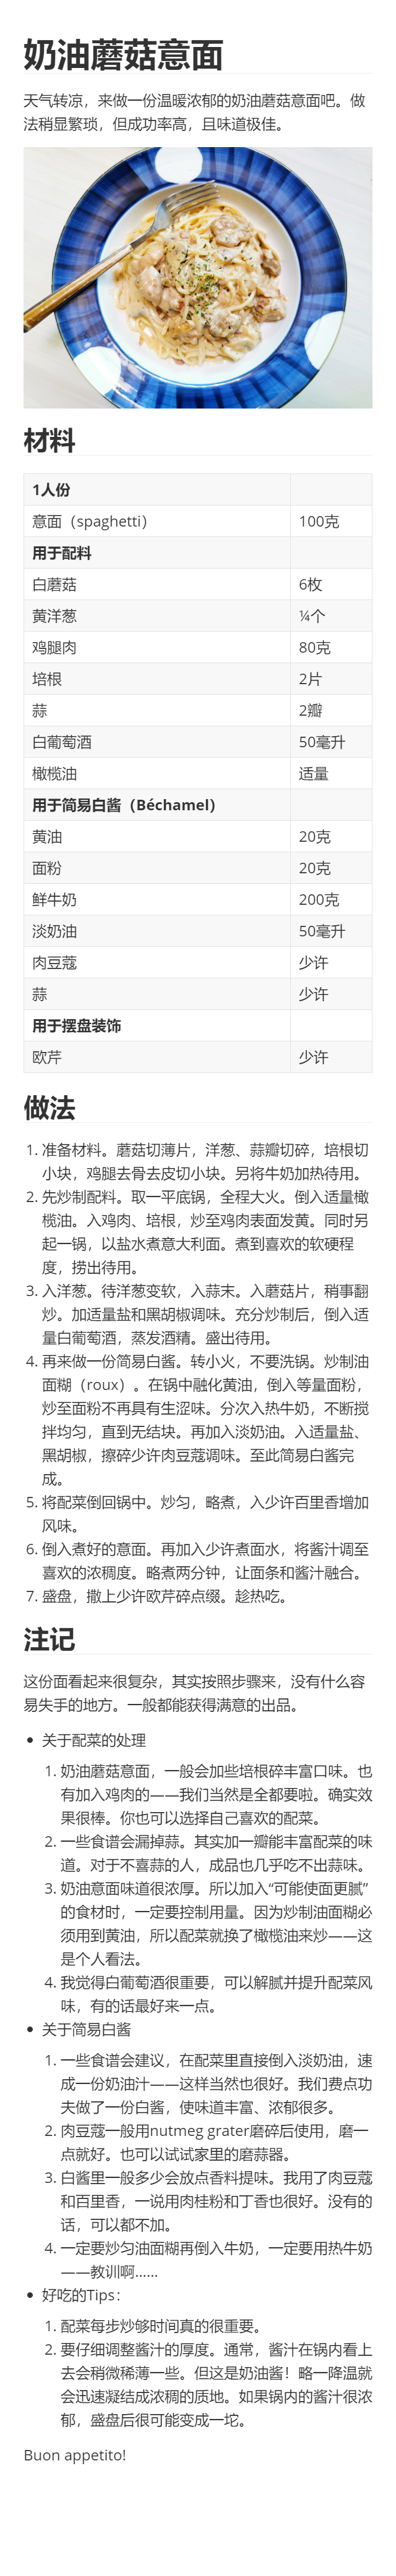 奶油蘑菇意面
天气转凉，来做一份温暖浓郁的奶油蘑菇意面吧。做
法稍显繁琐，但成功率高，且味道极佳。
材料
1人份
意面（spaghetti） 100克
用于配料
白蘑菇 6枚
黄洋葱 ¼个
鸡腿肉 80克
培根 2片
蒜 2瓣
白葡萄酒 50毫升
橄榄油 适量
用于简易白酱（Béchamel）
黄油 20克
面粉 20克
鲜牛奶 200克
淡奶油 50毫升
肉豆蔻 少许
蒜 少许
用于摆盘装饰
欧芹 少许
做法
1. 准备材料。蘑菇切薄片，洋葱、蒜瓣切碎，培根切
小块，鸡腿去骨去皮切小块。另将牛奶加热待用。
2. 先炒制配料。取一平底锅，全程大火。倒入适量橄
榄油。入鸡肉、培根，炒至鸡肉表面发黄。同时另
起一锅，以盐水煮意大利面。煮到喜欢的软硬程
度，捞出待用。
3. 入洋葱。待洋葱变软，入蒜末。入蘑菇片，稍事翻
炒。加适量盐和黑胡椒调味。充分炒制后，倒入适
量白葡萄酒，蒸发酒精。盛出待用。
4. 再来做一份简易白酱。转小火，不要洗锅。炒制油
面糊（roux）。在锅中融化黄油，倒入等量面粉，
炒至面粉不再具有生涩味。分次入热牛奶，不断搅
拌均匀，直到无结块。再加入淡奶油。入适量盐、
黑胡椒，擦碎少许肉豆蔻调味。至此简易白酱完
成。
5. 将配菜倒回锅中。炒匀，略煮，入少许百里香增加
风味。
6. 倒入煮好的意面。再加入少许煮面水，将酱汁调至
喜欢的浓稠度。略煮两分钟，让面条和酱汁融合。
7. 盛盘，撒上少许欧芹碎点缀。趁热吃。
注记
这份面看起来很复杂，其实按照步骤来，没有什么容
易失手的地方。一般都能获得满意的出品。
• 关于配菜的处理
1. 奶油蘑菇意面，一般会加些培根碎丰富口味。也
有加入鸡肉的——我们当然是全都要啦。确实效
果很棒。你也可以选择自己喜欢的配菜。
2. 一些食谱会漏掉蒜。其实加一瓣能丰富配菜的味
道。对于不喜蒜的人，成品也几乎吃不出蒜味。
3. 奶油意面味道很浓厚。所以加入“可能使面更腻”
的食材时，一定要控制用量。因为炒制油面糊必
须用到黄油，所以配菜就换了橄榄油来炒——这
是个人看法。
4. 我觉得白葡萄酒很重要，可以解腻并提升配菜风
味，有的话最好来一点。
• 关于简易白酱
1. 一些食谱会建议，在配菜里直接倒入淡奶油，速
成一份奶油汁——这样当然也很好。我们费点功
夫做了一份白酱，使味道丰富、浓郁很多。
2. 肉豆蔻一般用nutmeg grater磨碎后使用，磨一
点就好。也可以试试家里的磨蒜器。
3. 白酱里一般多少会放点香料提味。我用了肉豆蔻
和百里香，一说用肉桂粉和丁香也很好。没有的
话，可以都不加。
4. 一定要炒匀油面糊再倒入牛奶，一定要用热牛奶
——教训啊……
• 好吃的Tips：
1. 配菜每步炒够时间真的很重要。
2. 要仔细调整酱汁的厚度。通常，酱汁在锅内看上
去会稍微稀薄一些。但这是奶油酱！略一降温就
会迅速凝结成浓稠的质地。如果锅内的酱汁很浓
郁，盛盘后很可能变成一坨。
Buon appetito!